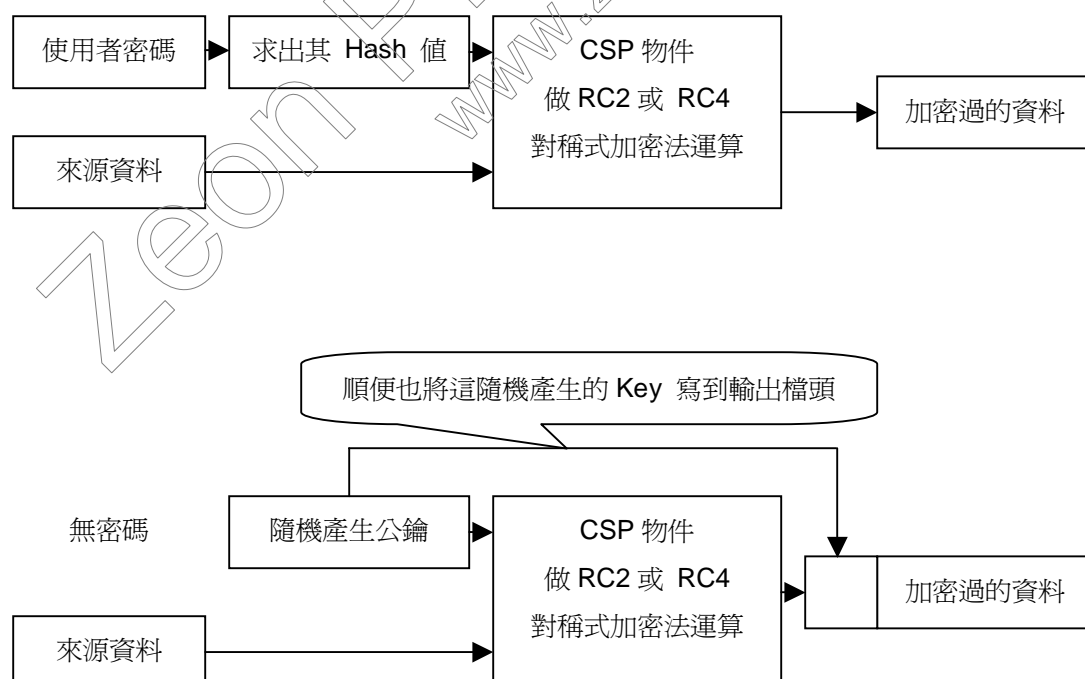 使用者密碼
求出其 Hash 值
CSP 物件
做 RC2 或 RC4
對稱式加密法運算
加密過的資料
來源資料
Zeon
www.
順便也將這隨機產生的 Key 寫到輸出檔頭
無密碼
隨機產生公鑰
CSP 物件
做 RC2 或 RC4
對稱式加密法運算
加密過的資料
來源資料